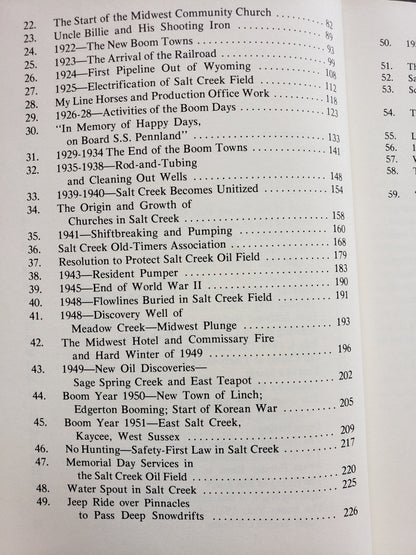 22. The Start of the Midwest Community Church ........ 82
23. Uncle Billie and His Shooting Iron .................. 89
24. 1922—The New Boom Towns ...................... 93
25. 1923—The Arrival of the Railroad ................... 99
26. 1924—First Pipeline Out of Wyoming .............. 108
27. 1925—Electrification of Salt Creek Field ............. 112
28. My Line Horses and Production Office Work ........ 118
29. 1926-28—Activities of the Boom Days .............. 123
30. "In Memory of Happy Days,
on Board S.S. Pennland" ........................ 133
31. 1929-1934 The End of the Boom Towns ............. 141
32. 1935-1938—Rod-and-Tubing
and Cleaning Out Wells ......................... 148
33. 1939-1940—Salt Creek Becomes Unitized ............ 154
34. The Origin and Growth of
Churches in Salt Creek ......................... 158
35. 1941—Shiftbreaking and Pumping .................. 160
36. Salt Creek Old-Timers Association .................. 168
37. Resolution to Protect Salt Creek Oil Field ............ 179
38. 1943—Resident Pumper ........................... 183
39. 1945—End of World War II ........................ 190
40. 1948—Flowlines Buried in Salt Creek Field .......... 191
41. 1948—Discovery Well of
Meadow Creek—Midwest Plunge ................. 193
42. The Midwest Hotel and Commissary Fire
and Hard Winter of 1949 ........................ 196
43. 1949—New Oil Discoveries—
Sage Spring Creek and East Teapot ............... 202
44. Boom Year 1950—New Town of Linch;
Edgerton Booming; Start of Korean War .......... 205
45. Boom Year 1951—East Salt Creek,
Kaycee, West Sussex ............................ 209
46. No Hunting—Safety-First Law in Salt Creek ......... 217
47. Memorial Day Services in
the Salt Creek Oil Field ......................... 220
48. Water Spout in Salt Creek ......................... 225
49. Jeep Ride over Pinnacles
to Pass Deep Snowdrifts ........................ 226
50.
51.
52.
53.
54.
55.
56.
57.
58.
59.